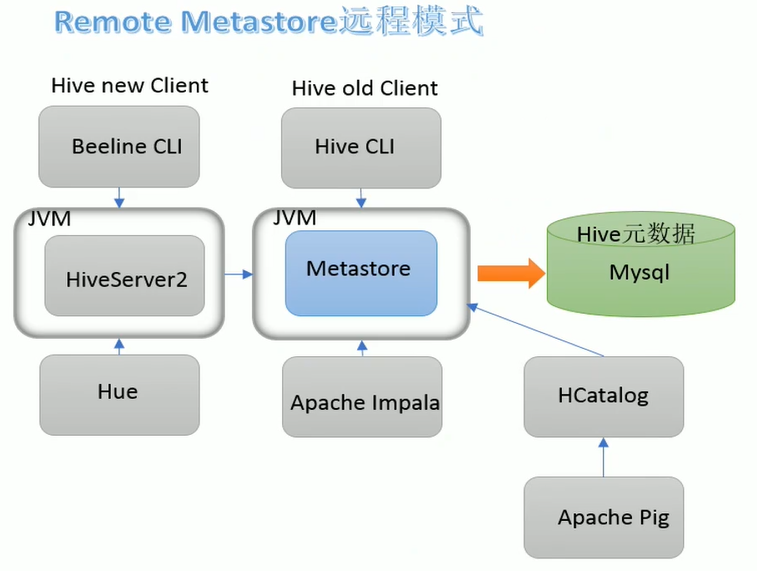 Remote Metastore远程模式
Hive new Client
Hive old Client
Beeline CLI
Hive CLI
JVM
JVM
HiveServer2
Metastore
Hive元数据
Mysql
Hue
Apache Impala
HCatalog
Apache Pig